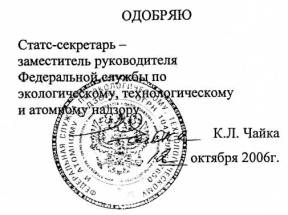 ОДОБРЯЮ
Статс-секретарь –
заместитель руководителя
Федеральной службы по
экологическому, технологическому
и атомному надзору
К.Л. Чайка
октября 2006г.